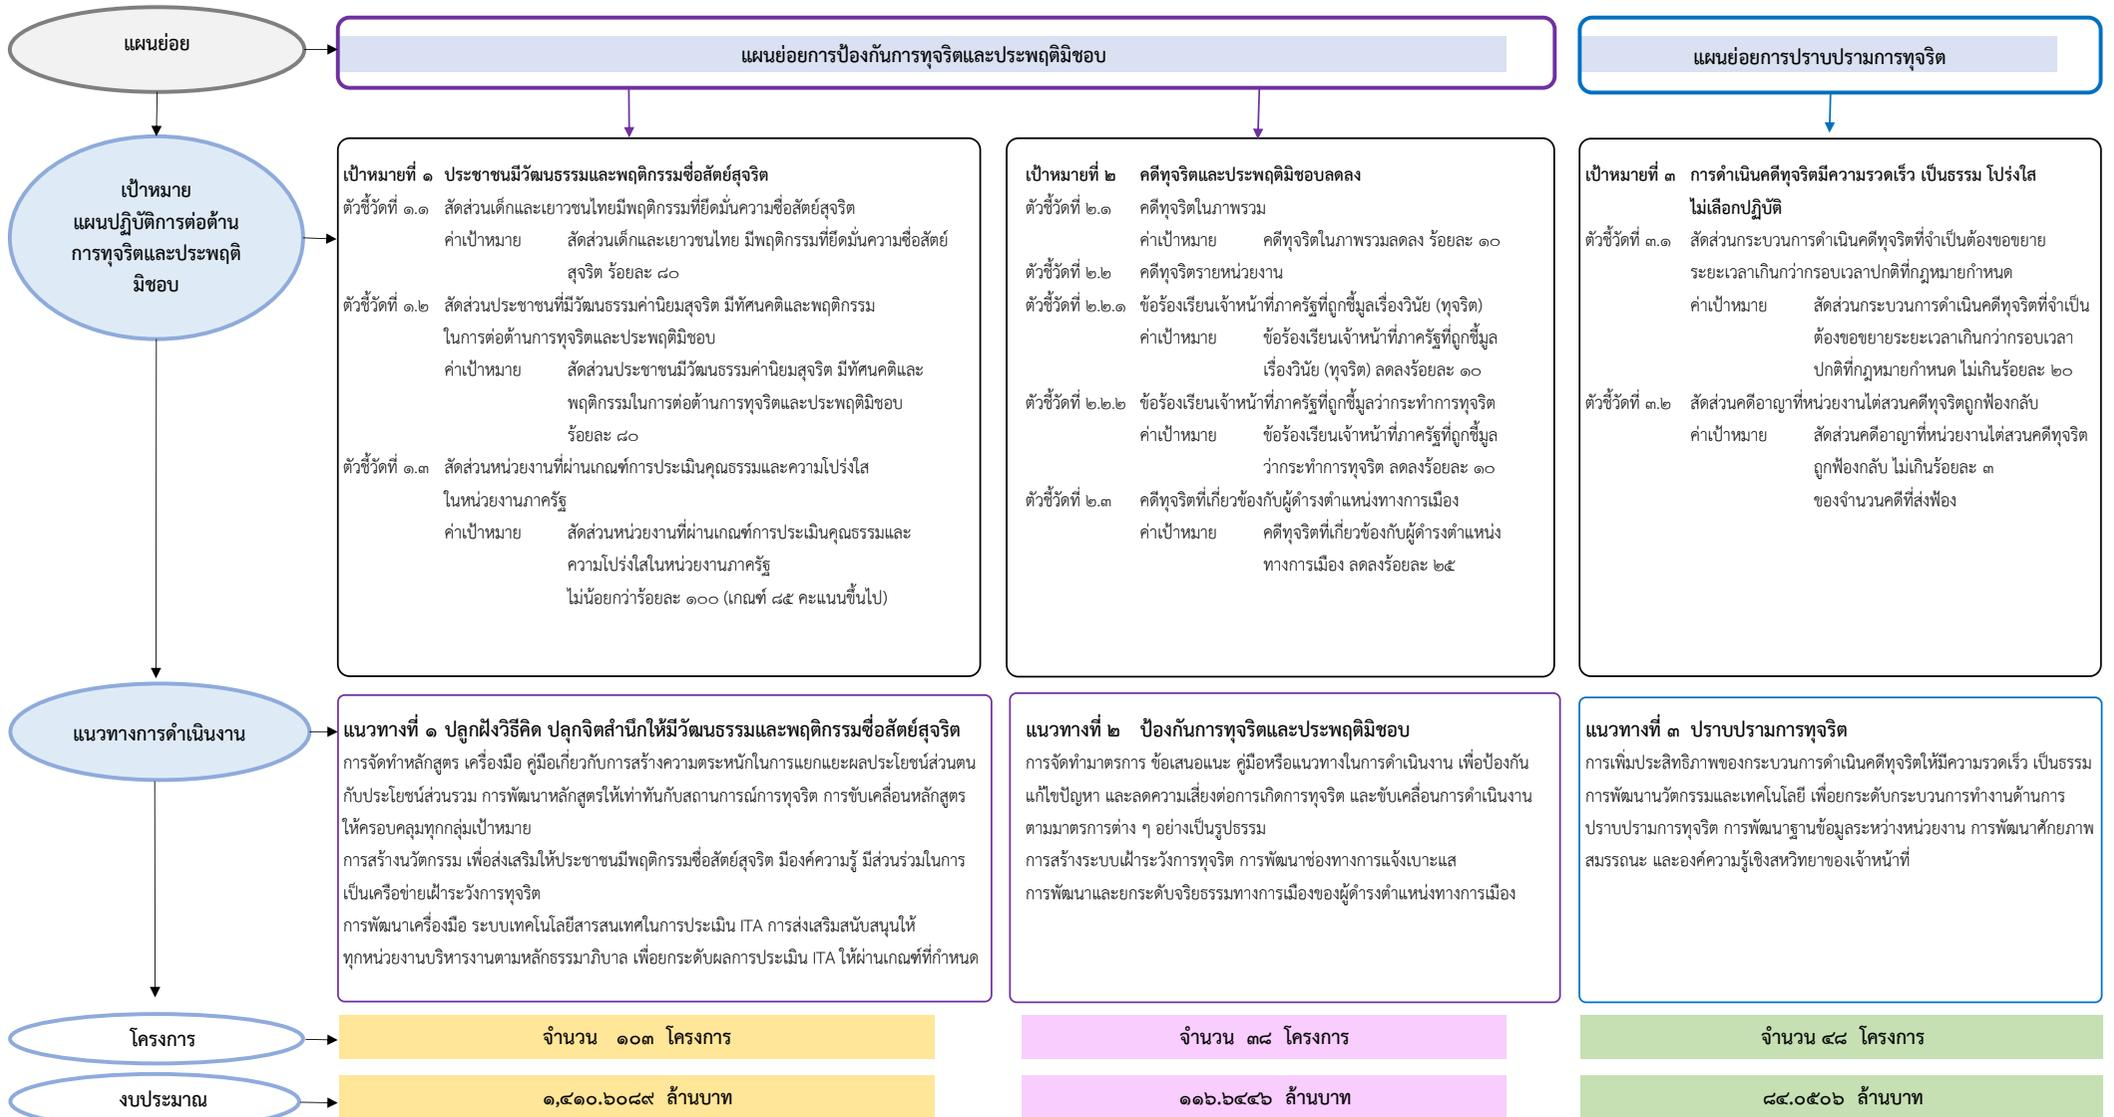 แผนย่อย
แผนย่อยการป้องกันการทุจริตและประพฤติมิชอบ
แผนย่อยการปราบปรามการทุจริต
เป้าหมาย
แผนปฏิบัติการต่อต้าน
การทุจริตและประพฤติ
มิชอบ
เป้าหมายที่ ๑ ประชาชนมีวัฒนธรรมและพฤติกรรมซื่อสัตย์สุจริต
ตัวชี้วัดที่ ๑.๑ สัดส่วนเด็กและเยาวชนไทยมีพฤติกรรมที่ยึดมั่นความซื่อสัตย์สุจริต
ค่าเป้าหมาย สัดส่วนเด็กและเยาวชนไทย มีพฤติกรรมที่ยึดมั่นความซื่อสัตย์
สุจริต ร้อยละ ๘๐
ตัวชี้วัดที่ ๑.๒ สัดส่วนประชาชนที่มีวัฒนธรรมค่านิยมสุจริต มีทัศนคติและพฤติกรรม
ในการต่อต้านการทุจริตและประพฤติมิชอบ
ค่าเป้าหมาย สัดส่วนประชาชนมีวัฒนธรรมค่านิยมสุจริต มีทัศนคติและ
พฤติกรรมในการต่อต้านการทุจริตและประพฤติมิชอบ
ร้อยละ ๘๐
ตัวชี้วัดที่ ๑.๓ สัดส่วนหน่วยงานที่ผ่านเกณฑ์การประเมินคุณธรรมและความโปร่งใส
ในหน่วยงานภาครัฐ
ค่าเป้าหมาย สัดส่วนหน่วยงานที่ผ่านเกณฑ์การประเมินคุณธรรมและ
ความโปร่งใสในหน่วยงานภาครัฐ
ไม่น้อยกว่าร้อยละ ๑๐๐ (เกณฑ์ ๘๕ คะแนนขึ้นไป)
เป้าหมายที่ ๒ คดีทุจริตและประพฤติมิชอบลดลง
ตัวชี้วัดที่ ๒.๑ คดีทุจริตในภาพรวม
ค่าเป้าหมาย คดีทุจริตในภาพรวมลดลง ร้อยละ ๑๐
ตัวชี้วัดที่ ๒.๒ คดีทุจริตรายหน่วยงาน
ตัวชี้วัดที่ ๒.๒.๑ ข้อร้องเรียนเจ้าหน้าที่ภาครัฐที่ถูกชี้มูลเรื่องวินัย (ทุจริต)
ค่าเป้าหมาย ข้อร้องเรียนเจ้าหน้าที่ภาครัฐที่ถูกชี้มูล
เรื่องวินัย (ทุจริต) ลดลงร้อยละ ๑๐
ตัวชี้วัดที่ ๒.๒.๒ ข้อร้องเรียนเจ้าหน้าที่ภาครัฐที่ถูกชี้มูลว่ากระทำการทุจริต
ค่าเป้าหมาย ข้อร้องเรียนเจ้าหน้าที่ภาครัฐที่ถูกชี้มูล
ว่ากระทำการทุจริต ลดลงร้อยละ ๑๐
ตัวชี้วัดที่ ๒.๓ คดีทุจริตที่เกี่ยวข้องกับผู้ดำรงตำแหน่งทางการเมือง
ค่าเป้าหมาย คดีทุจริตที่เกี่ยวข้องกับผู้ดำรงตำแหน่ง
ทางการเมือง ลดลงร้อยละ ๒๕
เป้าหมายที่ ๓ การดำเนินคดีทุจริตมีความรวดเร็ว เป็นธรรม โปร่งใส
ไม่เลือกปฏิบัติ
ตัวชี้วัดที่ ๓.๑ สัดส่วนกระบวนการดำเนินคดีทุจริตที่จำเป็นต้องขอขยาย
ระยะเวลาเกินกว่ากรอบเวลาปกติที่กฎหมายกำหนด
ค่าเป้าหมาย สัดส่วนกระบวนการดำเนินคดีทุจริตที่จำเป็น
ต้องขอขยายระยะเวลาเกินกว่ากรอบเวลา
ปกติที่กฎหมายกำหนด ไม่เกินร้อยละ ๒๐
ตัวชี้วัดที่ ๓.๒ สัดส่วนคดีอาญาที่หน่วยงานไต่สวนคดีทุจริตถูกฟ้องกลับ
ค่าเป้าหมาย สัดส่วนคดีอาญาที่หน่วยงานไต่สวนคดีทุจริต
ถูกฟ้องกลับ ไม่เกินร้อยละ ๓
ของจำนวนคดีที่ส่งฟ้อง
แนวทางการดำเนินงาน
แนวทางที่ ๑ ปลูกฝังวิธีคิด ปลุกจิตสำนึกให้มีวัฒนธรรมและพฤติกรรมซื่อสัตย์สุจริต
การจัดทำหลักสูตร เครื่องมือ คู่มือเกี่ยวกับการสร้างความตระหนักในการแยกแยะผลประโยชน์ส่วนตน
กับประโยชน์ส่วนรวม การพัฒนาหลักสูตรให้เท่าทันกับสถานการณ์การทุจริต การขับเคลื่อนหลักสูตร
ให้ครอบคลุมทุกกลุ่มเป้าหมาย
การสร้างนวัตกรรม เพื่อส่งเสริมให้ประชาชนมีพฤติกรรมซื่อสัตย์สุจริต มีองค์ความรู้ มีส่วนร่วมในการ
เป็นเครือข่ายเฝ้าระวังการทุจริต
การพัฒนาเครื่องมือ ระบบเทคโนโลยีสารสนเทศในการประเมิน ITA การส่งเสริมสนับสนุนให้
ทุกหน่วยงานบริหารงานตามหลักธรรมาภิบาล เพื่อยกระดับผลการประเมิน ITA ให้ผ่านเกณฑ์ที่กำหนด
แนวทางที่ ๒ ป้องกันการทุจริตและประพฤติมิชอบ
การจัดทำมาตรการ ข้อเสนอแนะ คู่มือหรือแนวทางในการดำเนินงาน เพื่อป้องกัน
แก้ไขปัญหา และลดความเสี่ยงต่อการเกิดการทุจริต และขับเคลื่อนการดำเนินงาน
ตามมาตรการต่าง ๆ อย่างเป็นรูปธรรม
การสร้างระบบเฝ้าระวังการทุจริต การพัฒนาช่องทางการแจ้งเบาะแส
การพัฒนาและยกระดับจริยธรรมทางการเมืองของผู้ดำรงตำแหน่งทางการเมือง
แนวทางที่ ๓ ปราบปรามการทุจริต
การเพิ่มประสิทธิภาพของกระบวนการดำเนินคดีทุจริตให้มีความรวดเร็ว เป็นธรรม
การพัฒนานวัตกรรมและเทคโนโลยี เพื่อยกระดับกระบวนการทำงานด้านการ
ปราบปรามการทุจริต การพัฒนาฐานข้อมูลระหว่างหน่วยงาน การพัฒนาศักยภาพ
สมรรถนะ และองค์ความรู้เชิงสหวิทยาของเจ้าหน้าที่
โครงการ
จำนวน ๑๐๓ โครงการ
จำนวน ๓๘ โครงการ
จำนวน ๔๘ โครงการ
งบประมาณ
๑,๔๑๐.๖๐๘๙ ล้านบาท
๑๑๖.๖๔๔๖ ล้านบาท
๘๔.๐๕๐๖ ล้านบาท